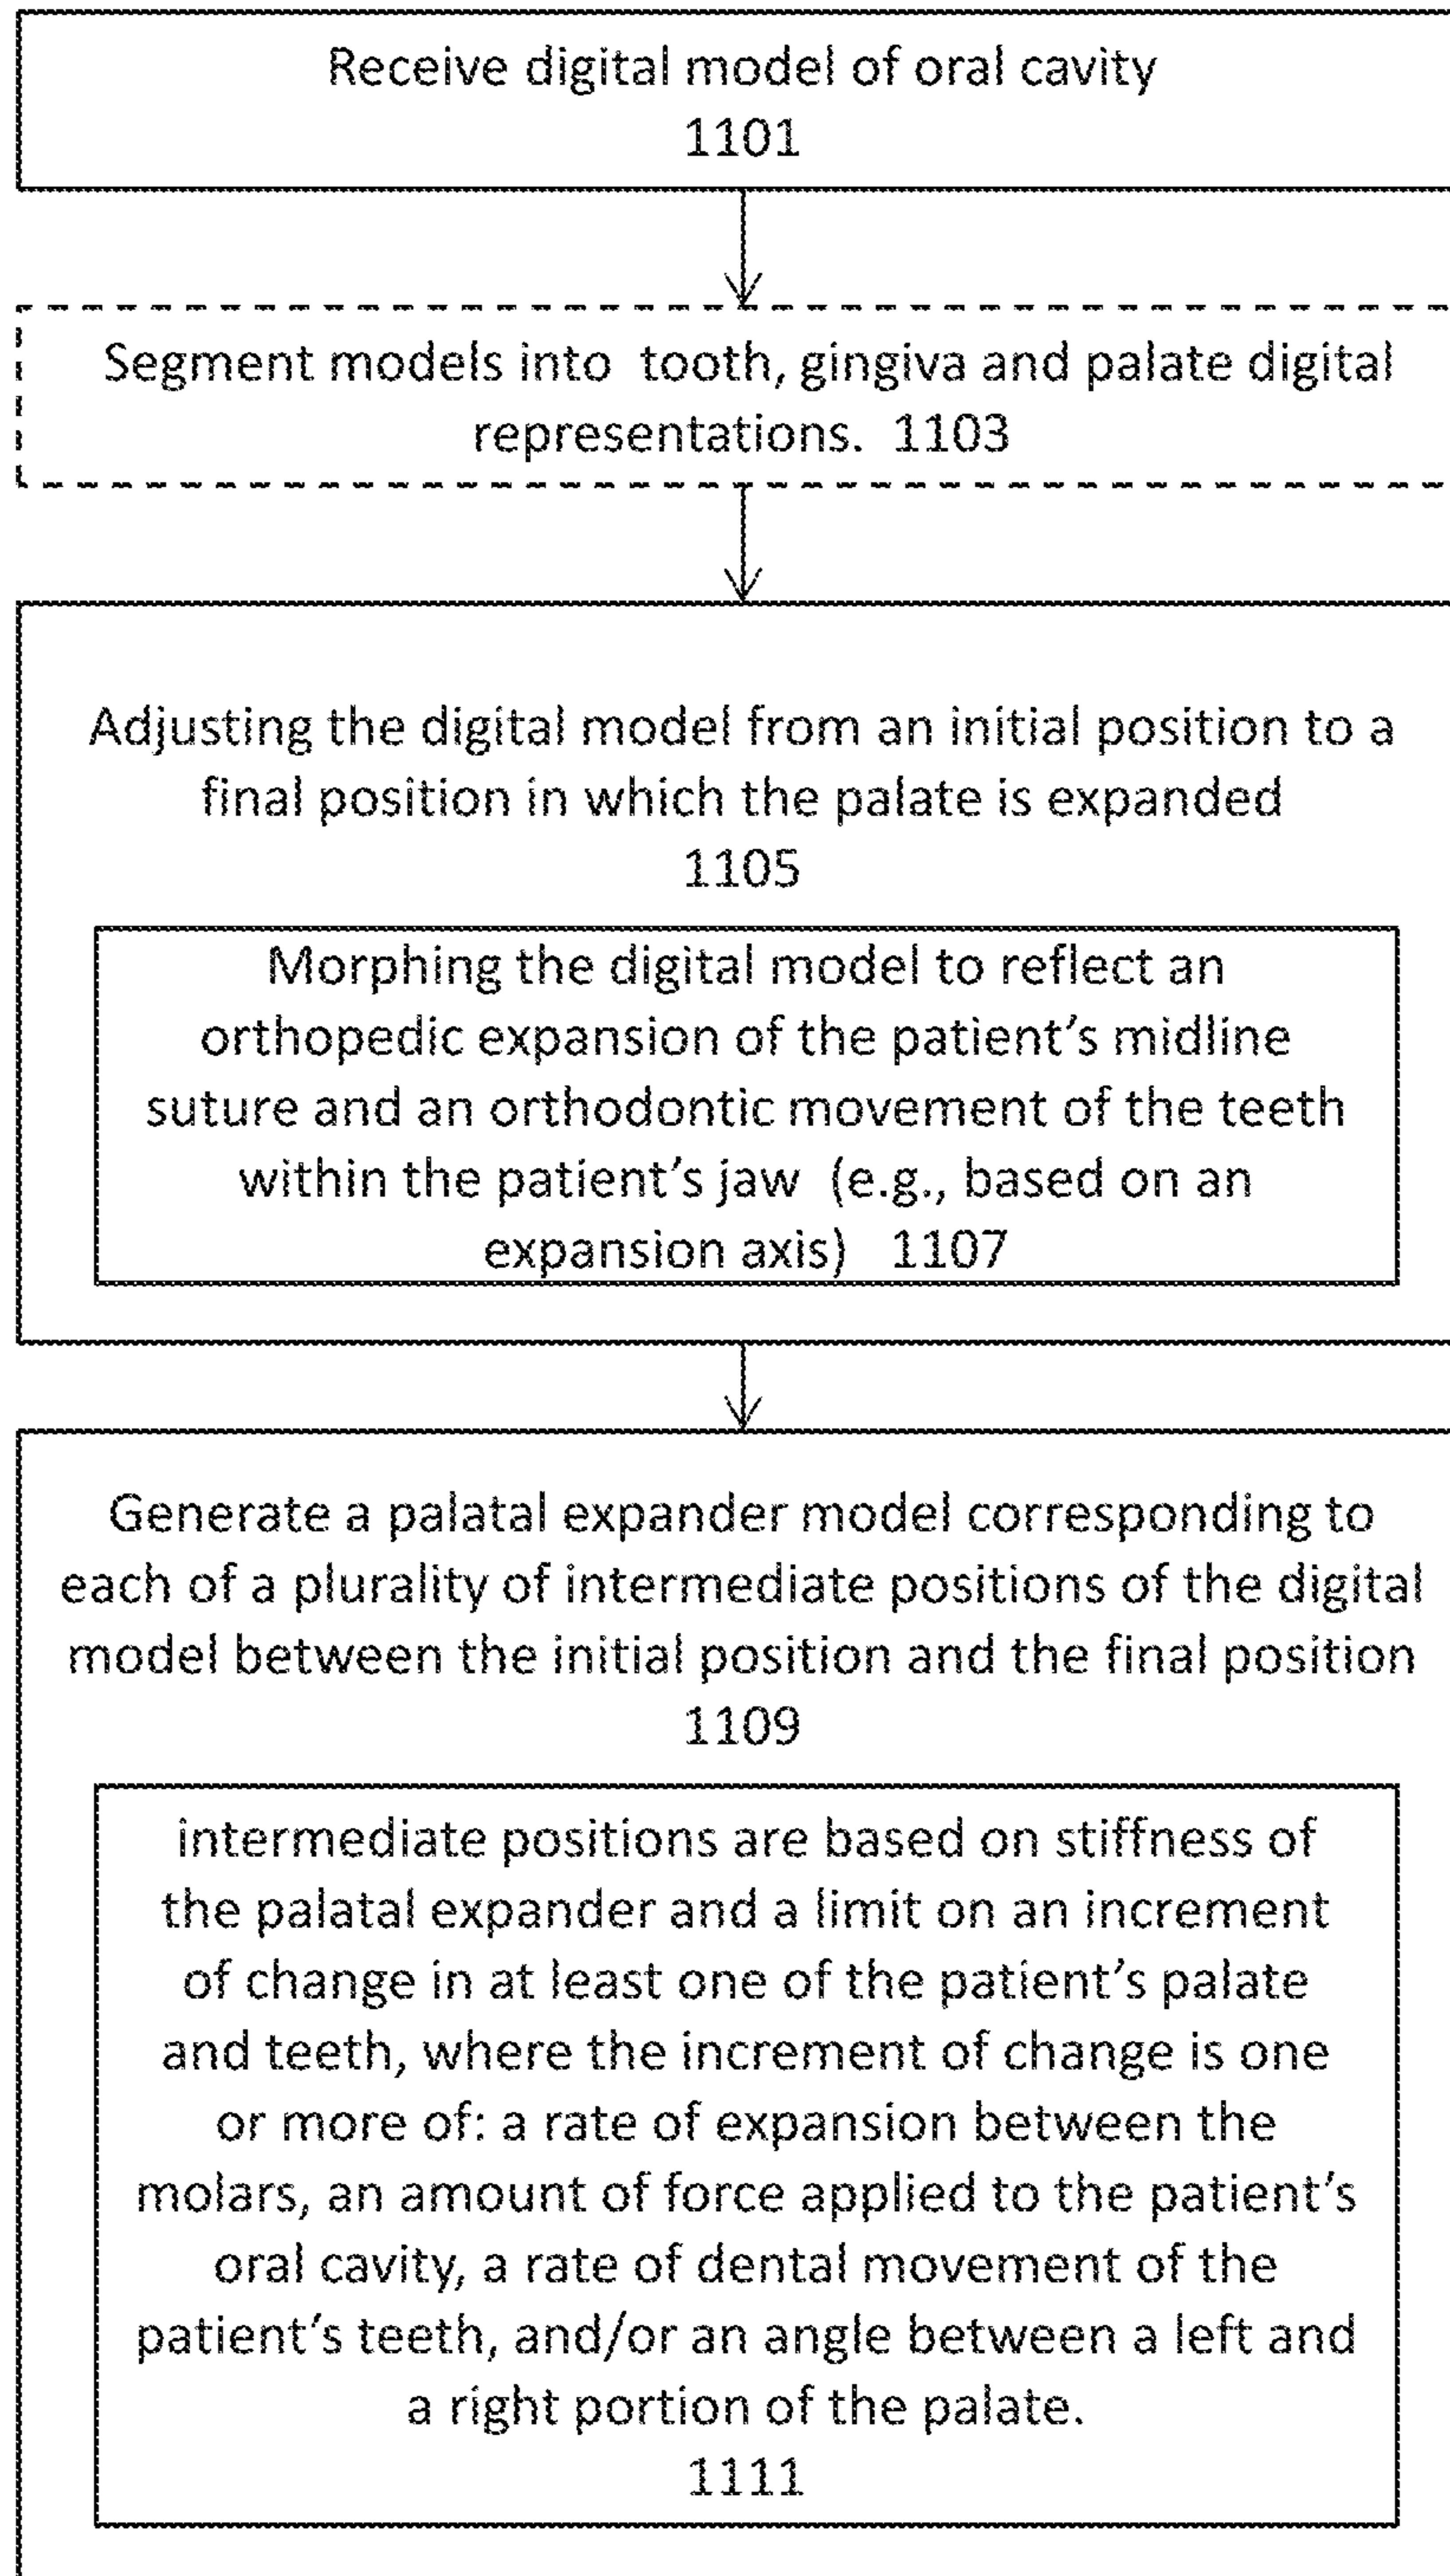 Receive digital model of oral cavity
1101
Segment models into tooth, gingiva and palate digital
representations. 1103
Adjusting the digital model from an initial position to a
final position in which the palate is expanded
1105
Morphing the digital model to reflect an
orthopedic expansion of the patient's midline
suture and an orthodontic movement of the teeth
within the patient's jaw (e.g., based on an
expansion axis) 1107
Generate a palatal expander model corresponding to
each of a plurality of intermediate positions of the digital
model between the initial position and the final position
1109
intermediate positions are based on stiffness of
the palatal expander and a limit on an increment
of change in at least one of the patient's palate
and teeth, where the increment of change is one
or more of: a rate of expansion between the
molars, an amount of force applied to the patient's
oral cavity, a rate of dental movement of the
patient's teeth, and/or an angle between a left and
a right portion of the palate.
1111